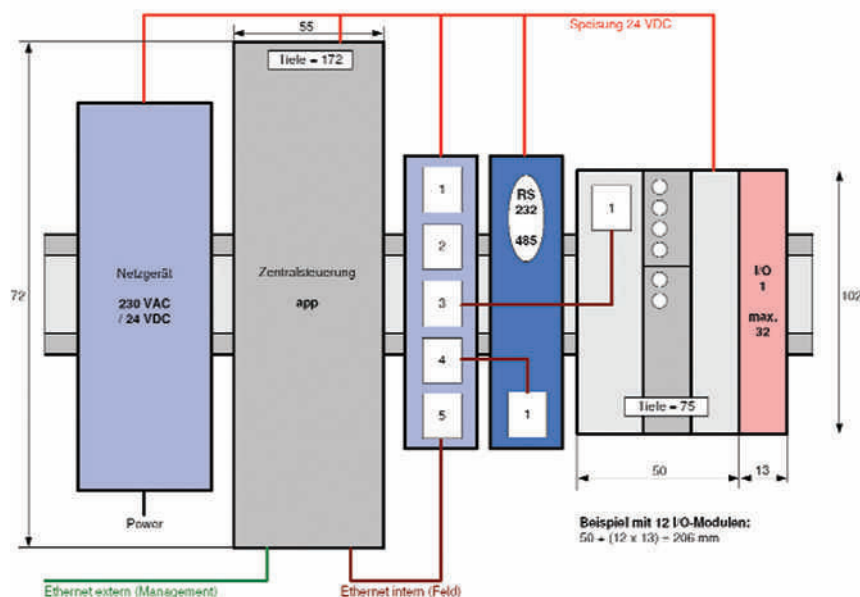 Speisung 24 VDC
55
Tiefe = 172
Netzgerät
230 VAC
/ 24 VDC
Power
72
Zentralsteuerung
app
1
2
3
4
5
RS
232
485
1
1
I/O
1
max.
32
Tiefe = 75
102
50
13
Beispiel mit 12 I/O-Modulen:
50 + (12 x 13) = 206 mm
Ethernet extern (Management)
Ethernet intern (Feld)